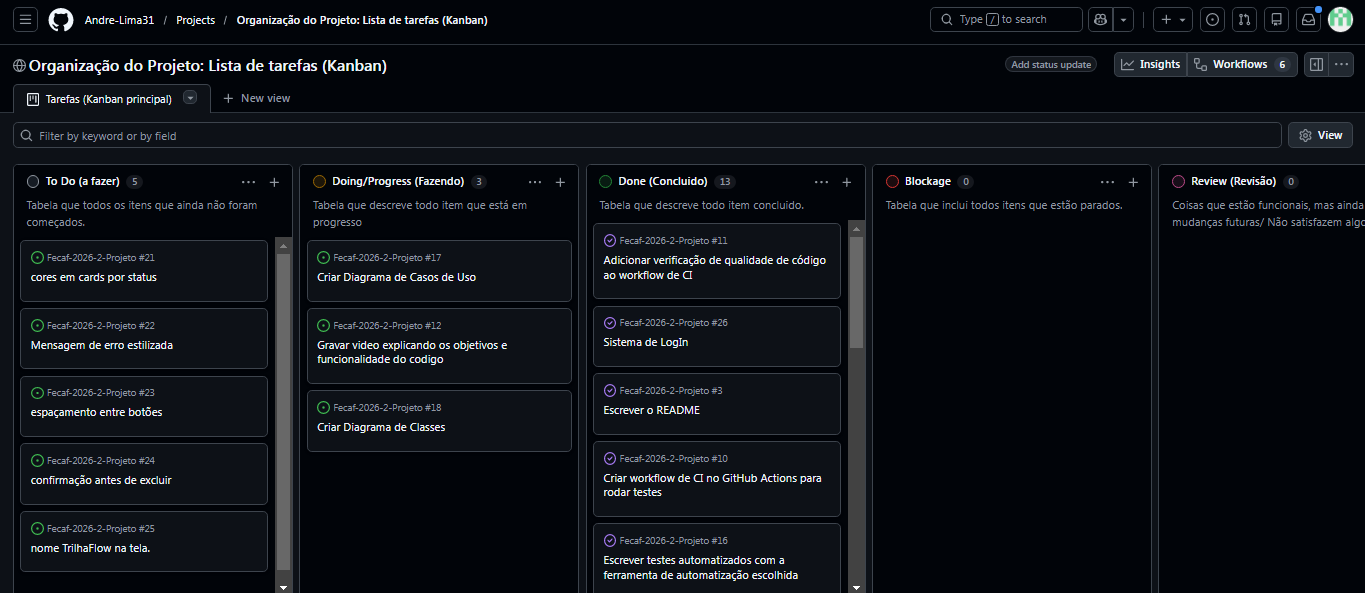 Andre-Lima31 / Projects / Organização do Projeto: Lista de tarefas (Kanban)
Type / to search
Organização do Projeto: Lista de tarefas (Kanban)
Add status update
Insights
Workflows 6
Tarefas (Kanban principal)
New view
Filter by keyword or by field
View
To Do (a fazer) 5
Tabela que todos os itens que ainda não foram
começados.
Fecaf-2026-2-Projeto #21
cores em cards por status
Fecaf-2026-2-Projeto #22
Mensagem de erro estilizada
Fecaf-2026-2-Projeto #23
espaçamento entre botões
Fecaf-2026-2-Projeto #24
confirmação antes de excluir
Fecaf-2026-2-Projeto #25
nome TrilhaFlow na tela.
Doing/Progress (Fazendo) 3
Tabela que descreve todo item que está em
progresso
Fecaf-2026-2-Projeto #17
Criar Diagrama de Casos de Uso
Fecaf-2026-2-Projeto #12
Gravar video explicando os objetivos e
funcionalidade do codigo
Fecaf-2026-2-Projeto #18
Criar Diagrama de Classes
Done (Concluido) 13
Tabela que descreve todo item concluido.
Fecaf-2026-2-Projeto #11
Adicionar verificação de qualidade de código
ao workflow de CI
Fecaf-2026-2-Projeto #26
Sistema de LogIn
Fecaf-2026-2-Projeto #3
Escrever o README
Fecaf-2026-2-Projeto #10
Criar workflow de CI no GitHub Actions para
rodar testes
Fecaf-2026-2-Projeto #16
Escrever testes automatizados com a
ferramenta de automatização escolhida
Blockage 0
Tabela que inclui todos itens que estão parados.
Review (Revisão) 0
Coisas que estão funcionais, mas ainda
mudanças futuras/ Não satisfazem algo